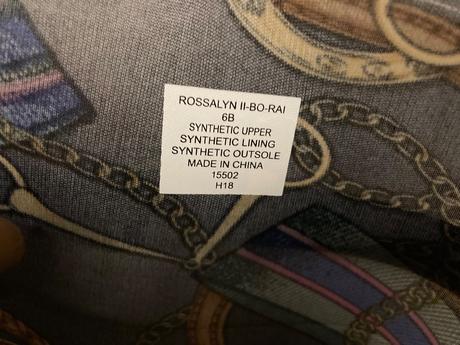 ROSSALYN II-BO-RAI
6B
SYNTHETIC UPPER
SYNTHETIC LINING
SYNTHETIC OUTSOLE
MADE IN CHINA
15502
H18